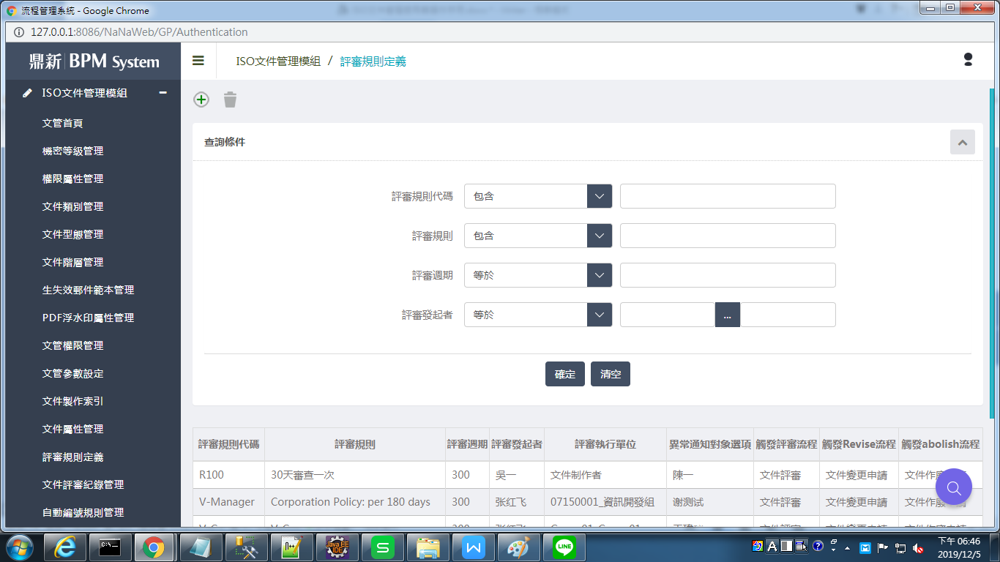 流程管理系統 - Google Chrome
127.0.0.1:8086/NaNaWeb/GP/Authentication
鼎新 BPM System
ISO文件管理模組 / 評審規則定義
ISO文件管理模組
文管首頁
機密等級管理
權限屬性管理
文件類別管理
文件型態管理
文件階層管理
生失效郵件範本管理
PDF浮水印屬性管理
文管權限管理
文管參數設定
文件製作索引
文件屬性管理
評審規則定義
文件評審紀錄管理
自動編號規則管理
查詢條件
評審規則代碼 包含
評審規則 包含
評審週期 等於
評審發起者 等於 ...
確定 清空
評審規則代碼 評審規則 評審週期 評審發起者 評審執行單位 異常通知對象選項 觸發評審流程 觸發Revise流程 觸發abolish流程
R100 30天審查一次 300 吳一 文件制作者 陳一 文件評審 文件變更申請 文件作
V-Manager Corporation Policy: per 180 days 300 张红飞 07150001_資訊開發組 谢测试 文件評審 文件變更申請 文件作
下午 06:46
2019/12/5